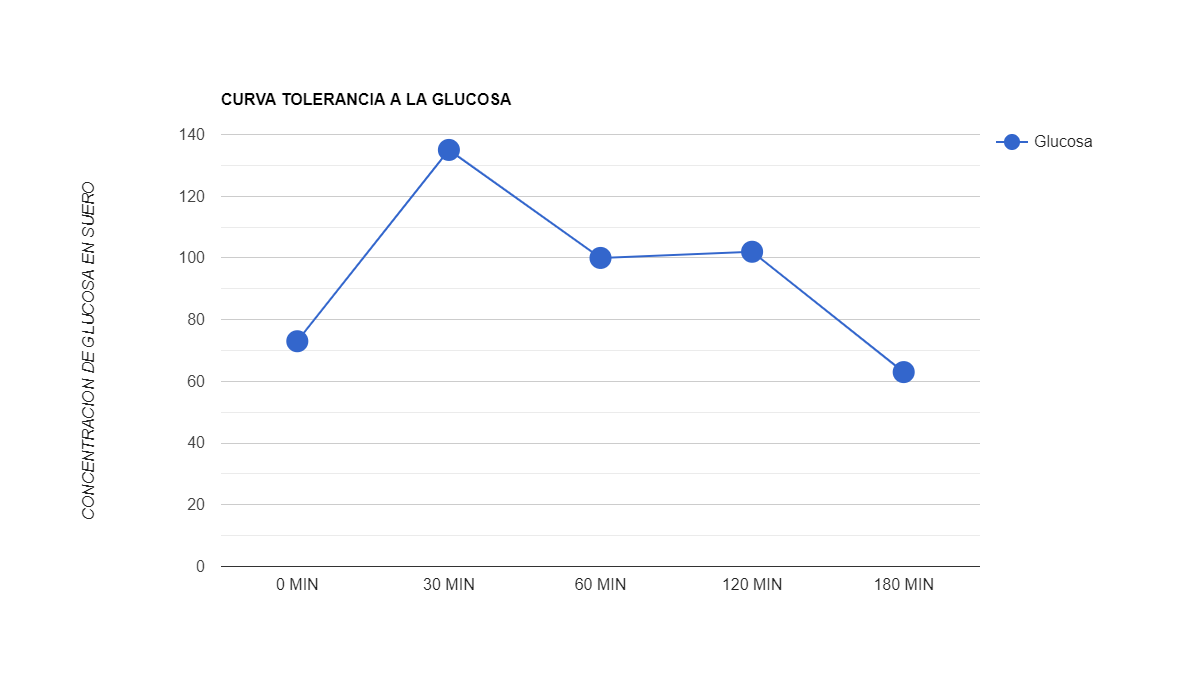 CURVA TOLERANCIA A LA GLUCOSA
Glucosa
CONCENTRACION DE GLUCOSA EN SUERO
140
120
100
80
60
40
20
0
0 MIN
30 MIN
60 MIN
120 MIN
180 MIN